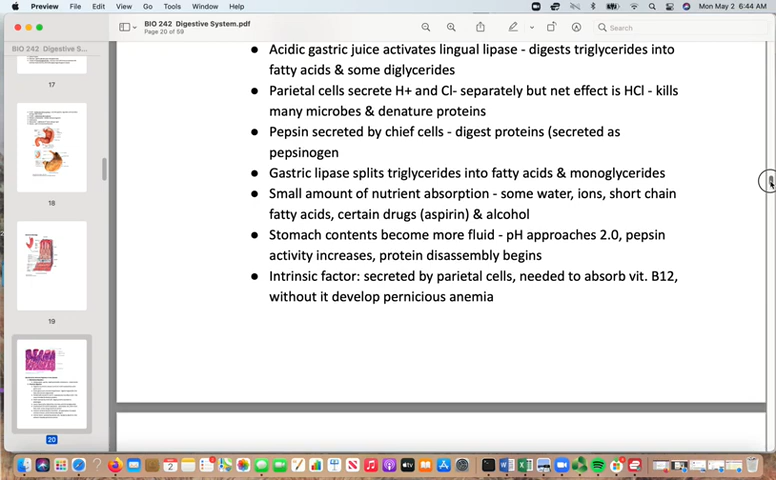 Preview File Edit View Go Tools Window Help
Mon May 2 6:44 AM
BIO 242 Digestive System.pdf
Page 20 of 59
Search
BIO 242 Digestive S...
17
18
19
20
● Acidic gastric juice activates lingual lipase - digests triglycerides into
fatty acids & some diglycerides
● Parietal cells secrete H+ and Cl- separately but net effect is HCl - kills
many microbes & denature proteins
● Pepsin secreted by chief cells - digest proteins (secreted as
pepsinogen
● Gastric lipase splits triglycerides into fatty acids & monoglycerides
● Small amount of nutrient absorption - some water, ions, short chain
fatty acids, certain drugs (aspirin) & alcohol
● Stomach contents become more fluid - pH approaches 2.0, pepsin
activity increases, protein disassembly begins
● Intrinsic factor: secreted by parietal cells, needed to absorb vit. B12,
without it develop pernicious anemia